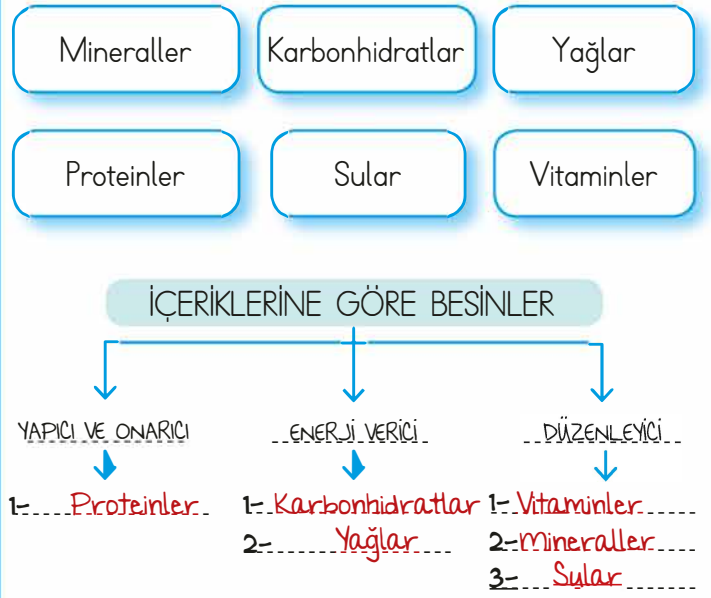 Mineraller Karbonhidratlar Yağlar
Proteinler Sular Vitaminler
İÇERİKLERİNE GÖRE BESİNLER
YAPICI VE ONARICI ENERJİ VERİCİ DÜZENLEYİCİ
1- Proteinler 1- Karbonhidratlar 1- Vitaminler
2- Yağlar 2- Mineraller
3- Sular